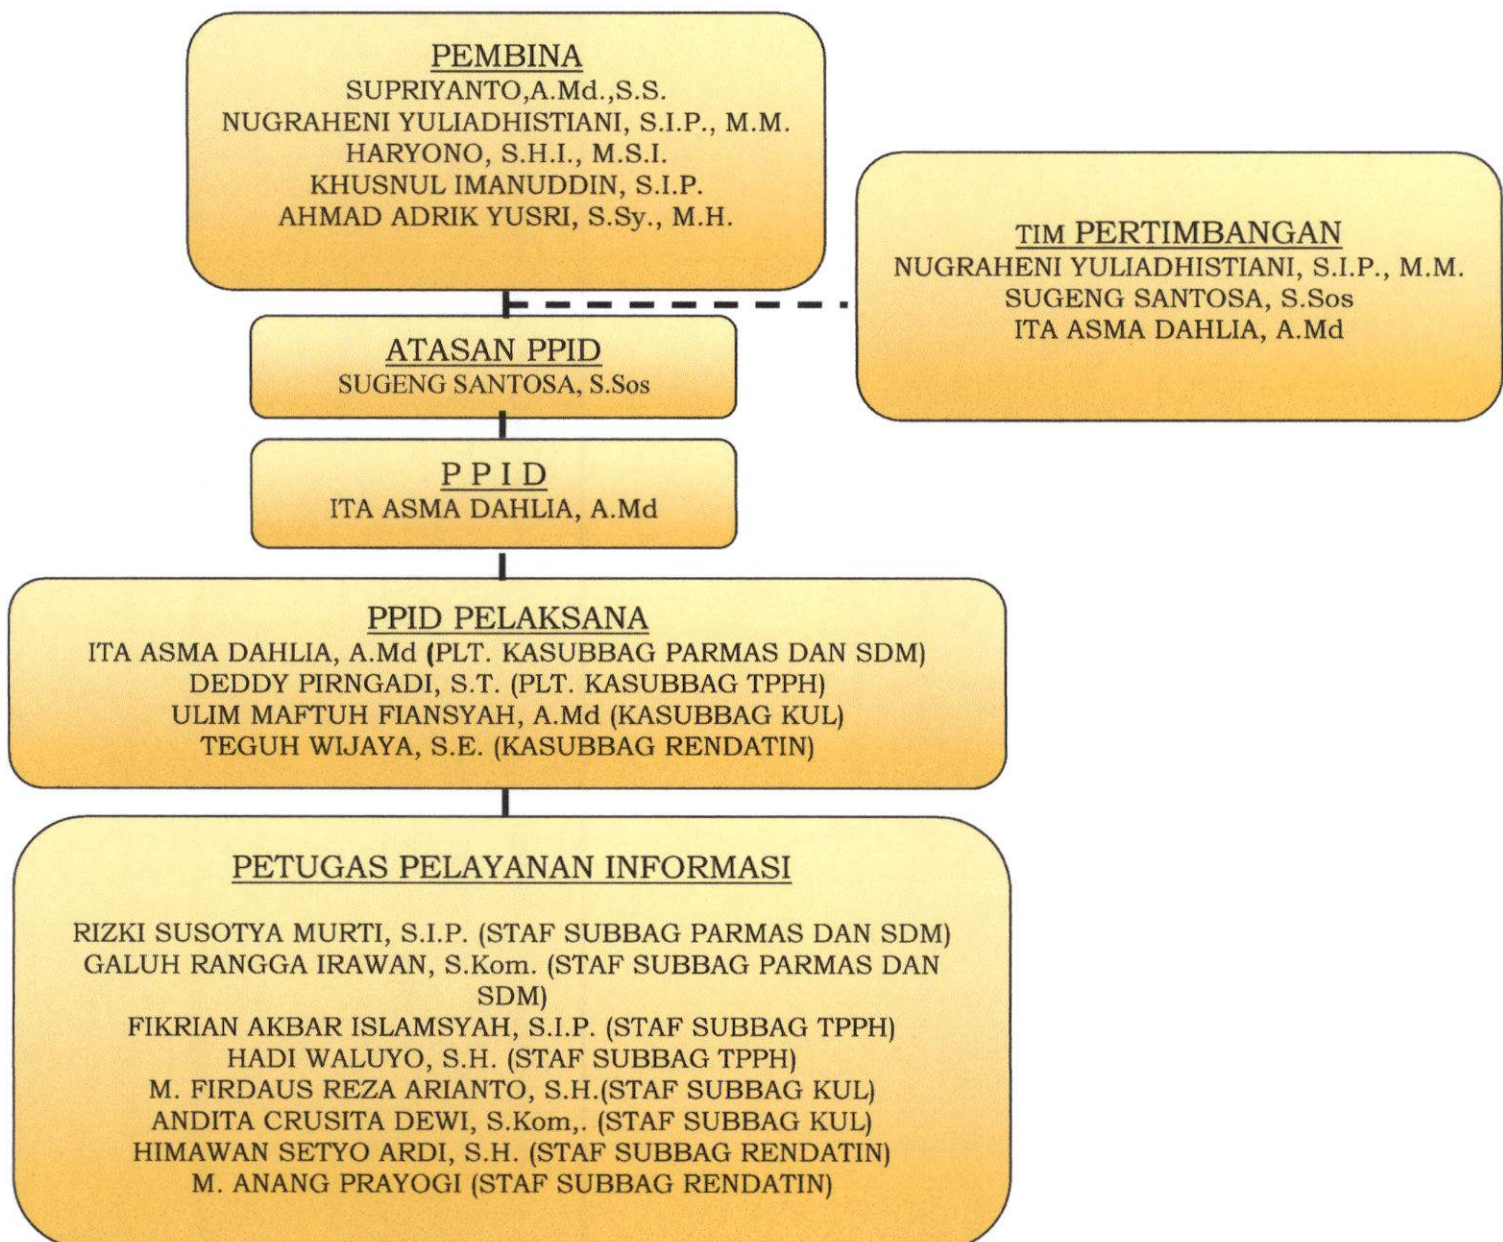 PEMBINA
SUPRIYANTO,A.Md.,S.S.
NUGRAHENI YULIADHISTIANI, S.I.P., M.M.
HARYONO, S.H.I., M.S.I.
KHUSNUL IMANUDDIN, S.I.P.
AHMAD ADRIK YUSRI, S.Sy., M.H.
TIM PERTIMBANGAN
NUGRAHENI YULIADHISTIANI, S.I.P., M.M.
SUGENG SANTOSA, S.Sos
ITA ASMA DAHLIA, A.Md
ATASAN PPID
SUGENG SANTOSA, S.Sos
P P I D
ITA ASMA DAHLIA, A.Md
PPID PELAKSANA
ITA ASMA DAHLIA, A.Md (PLT. KASUBBAG PARMAS DAN SDM)
DEDDY PIRNGADI, S.T. (PLT. KASUBBAG TPPH)
ULIM MAFTUH FIANSYAH, A.Md (KASUBBAG KUL)
TEGUH WIJAYA, S.E. (KASUBBAG RENDATIN)
PETUGAS PELAYANAN INFORMASI
RIZKI SUSOTYA MURTI, S.I.P. (STAF SUBBAG PARMAS DAN SDM)
GALUH RANGGA IRAWAN, S.Kom. (STAF SUBBAG PARMAS DAN
SDM)
FIKRIAN AKBAR ISLAMSYAH, S.I.P. (STAF SUBBAG TPPH)
HADI WALUYO, S.H. (STAF SUBBAG TPPH)
M. FIRDAUS REZA ARIANTO, S.H.(STAF SUBBAG KUL)
ANDITA CRUSITA DEWI, S.Kom,. (STAF SUBBAG KUL)
HIMAWAN SETYO ARDI, S.H. (STAF SUBBAG RENDATIN)
M. ANANG PRAYOGI (STAF SUBBAG RENDATIN)